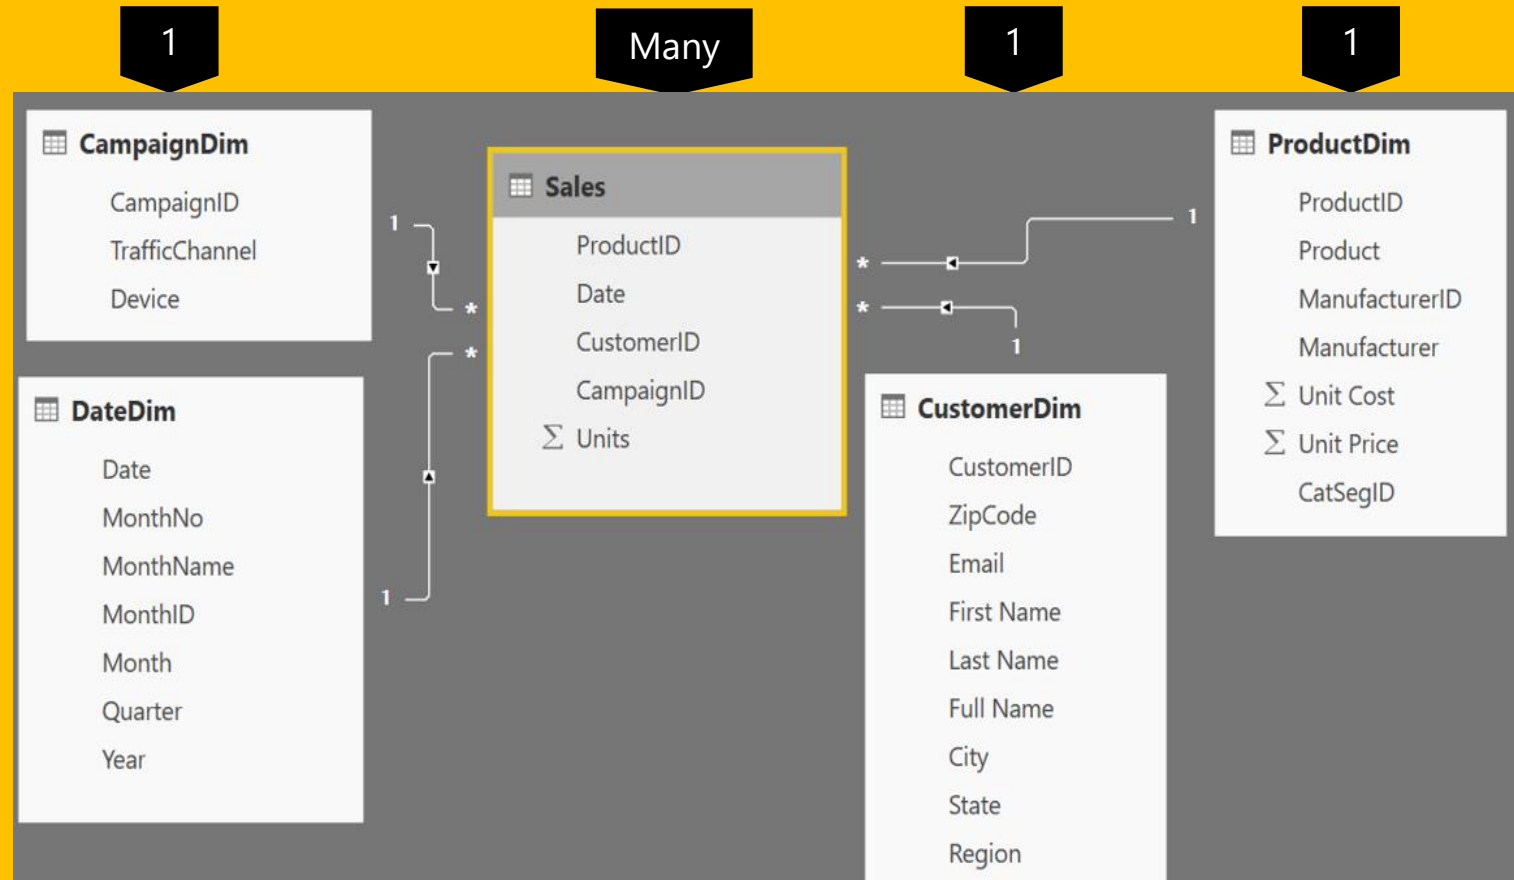 1
Many
1
1
CampaignDim
CampaignID
TrafficChannel
Device
1
*
DateDim
Date
MonthNo
MonthName
MonthID
Month
Quarter
Year
1
*
Sales
ProductID
Date
CustomerID
CampaignID
Σ Units
*
1
*
1
CustomerDim
CustomerID
ZipCode
Email
First Name
Last Name
Full Name
City
State
Region
ProductDim
ProductID
Product
ManufacturerID
Manufacturer
Σ Unit Cost
Σ Unit Price
CatSegID